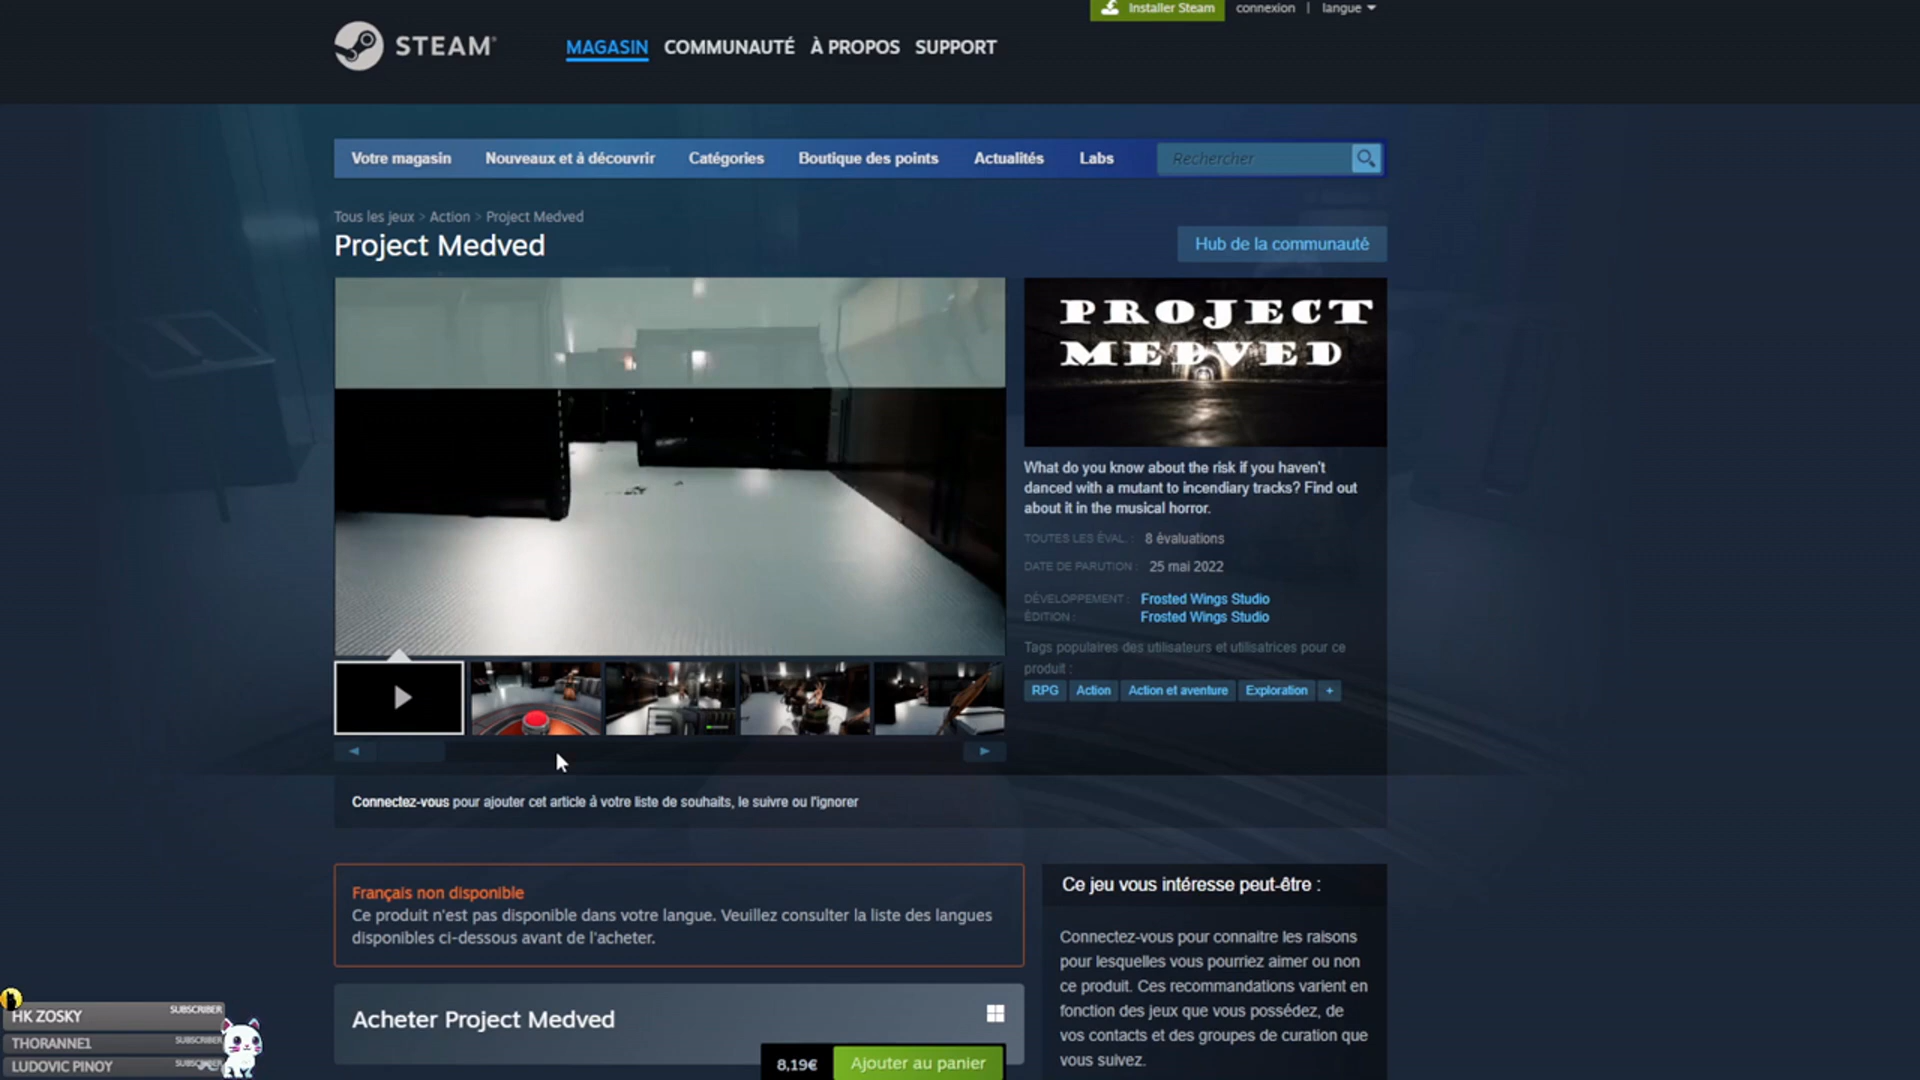 Installer Steam connexion | langue
STEAM®
MAGASIN COMMUNAUTÉ À PROPOS SUPPORT
Votre magasin Nouveaux et à découvrir Catégories Boutique des points Actualités Labs Rechercher
Tous les jeux > Action > Project Medved
Project Medved
Hub de la communauté
PROJECT
MEDVED
What do you know about the risk if you haven't
danced with a mutant to incendiary tracks? Find out
about it in the musical horror.
TOUTES LES ÉVAL. : 8 évaluations
DATE DE PARUTION : 25 mai 2022
DÉVELOPPEMENT : Frosted Wings Studio
ÉDITION : Frosted Wings Studio
Tags populaires des utilisateurs et utilisatrices pour ce
produit :
RPG Action Action et aventure Exploration +
Connectez-vous pour ajouter cet article à votre liste de souhaits, le suivre ou l'ignorer
Français non disponible
Ce produit n'est pas disponible dans votre langue. Veuillez consulter la liste des langues
disponibles ci-dessous avant de l'acheter.
Acheter Project Medved
8,19€ Ajouter au panier
Ce jeu vous intéresse peut-être :
Connectez-vous pour connaitre les raisons
pour lesquelles vous pourriez aimer ou non
ce produit. Ces recommandations varient en
fonction des jeux que vous possédez, de
vos contacts et des groupes de curation que
vous suivez.
HK ZOSKY SUBSCRIBER
THORANNE1 SUBSCRIBER
LUDOVIC PINOY SUBSCRIBER